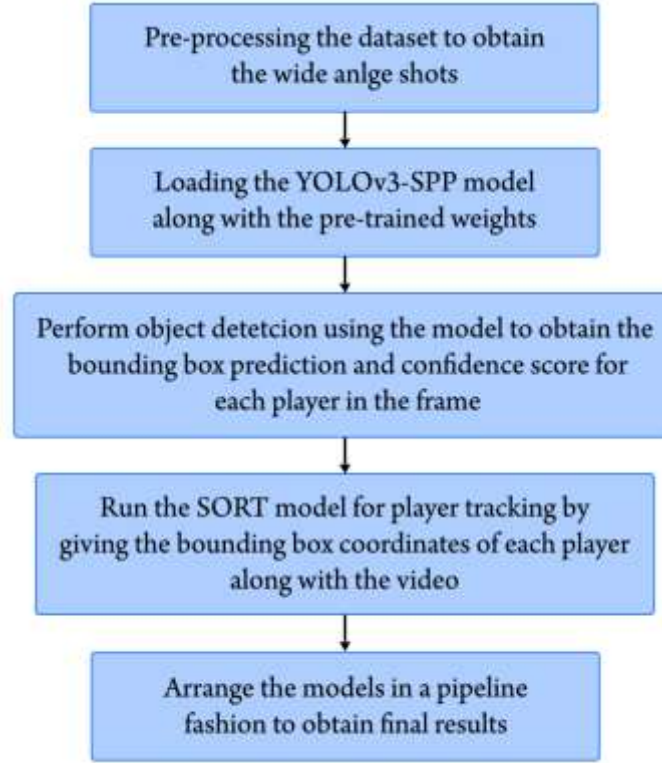 Pre-processing the dataset to obtain
the wide anlge shots
Loading the YOLOv3-SPP model
along with the pre-trained weights
Perform object detetcion using the model to obtain the
bounding box prediction and confidence score for
each player in the frame
Run the SORT model for player tracking by
giving the bounding box coordinates of each player
along with the video
Arrange the models in a pipeline
fashion to obtain final results